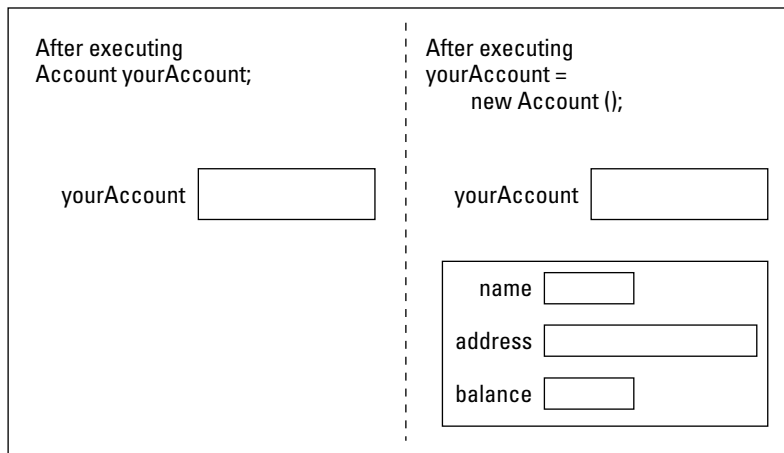 After executing
Account yourAccount;
yourAccount
After executing
yourAccount =
new Account ();
yourAccount
name
address
balance